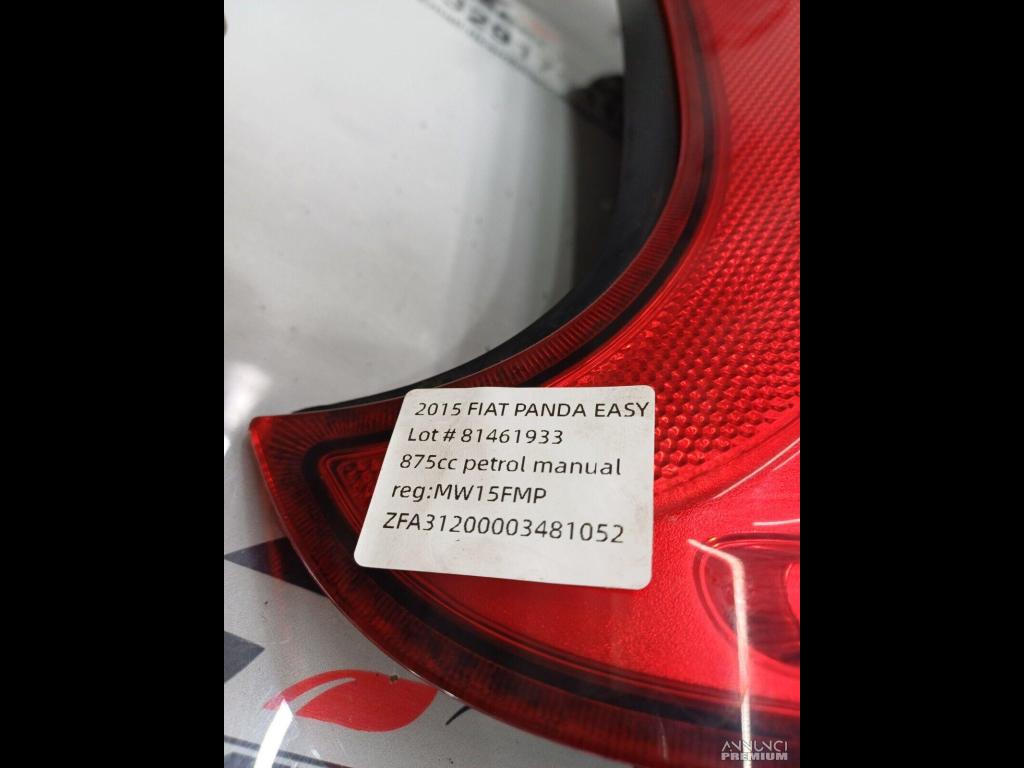 2015 FIAT PANDA EASY
Lot # 81461933
875cc petrol manual
reg:MW15FMP
ZFA31200003481052
ANNUNCI
PREMIUM